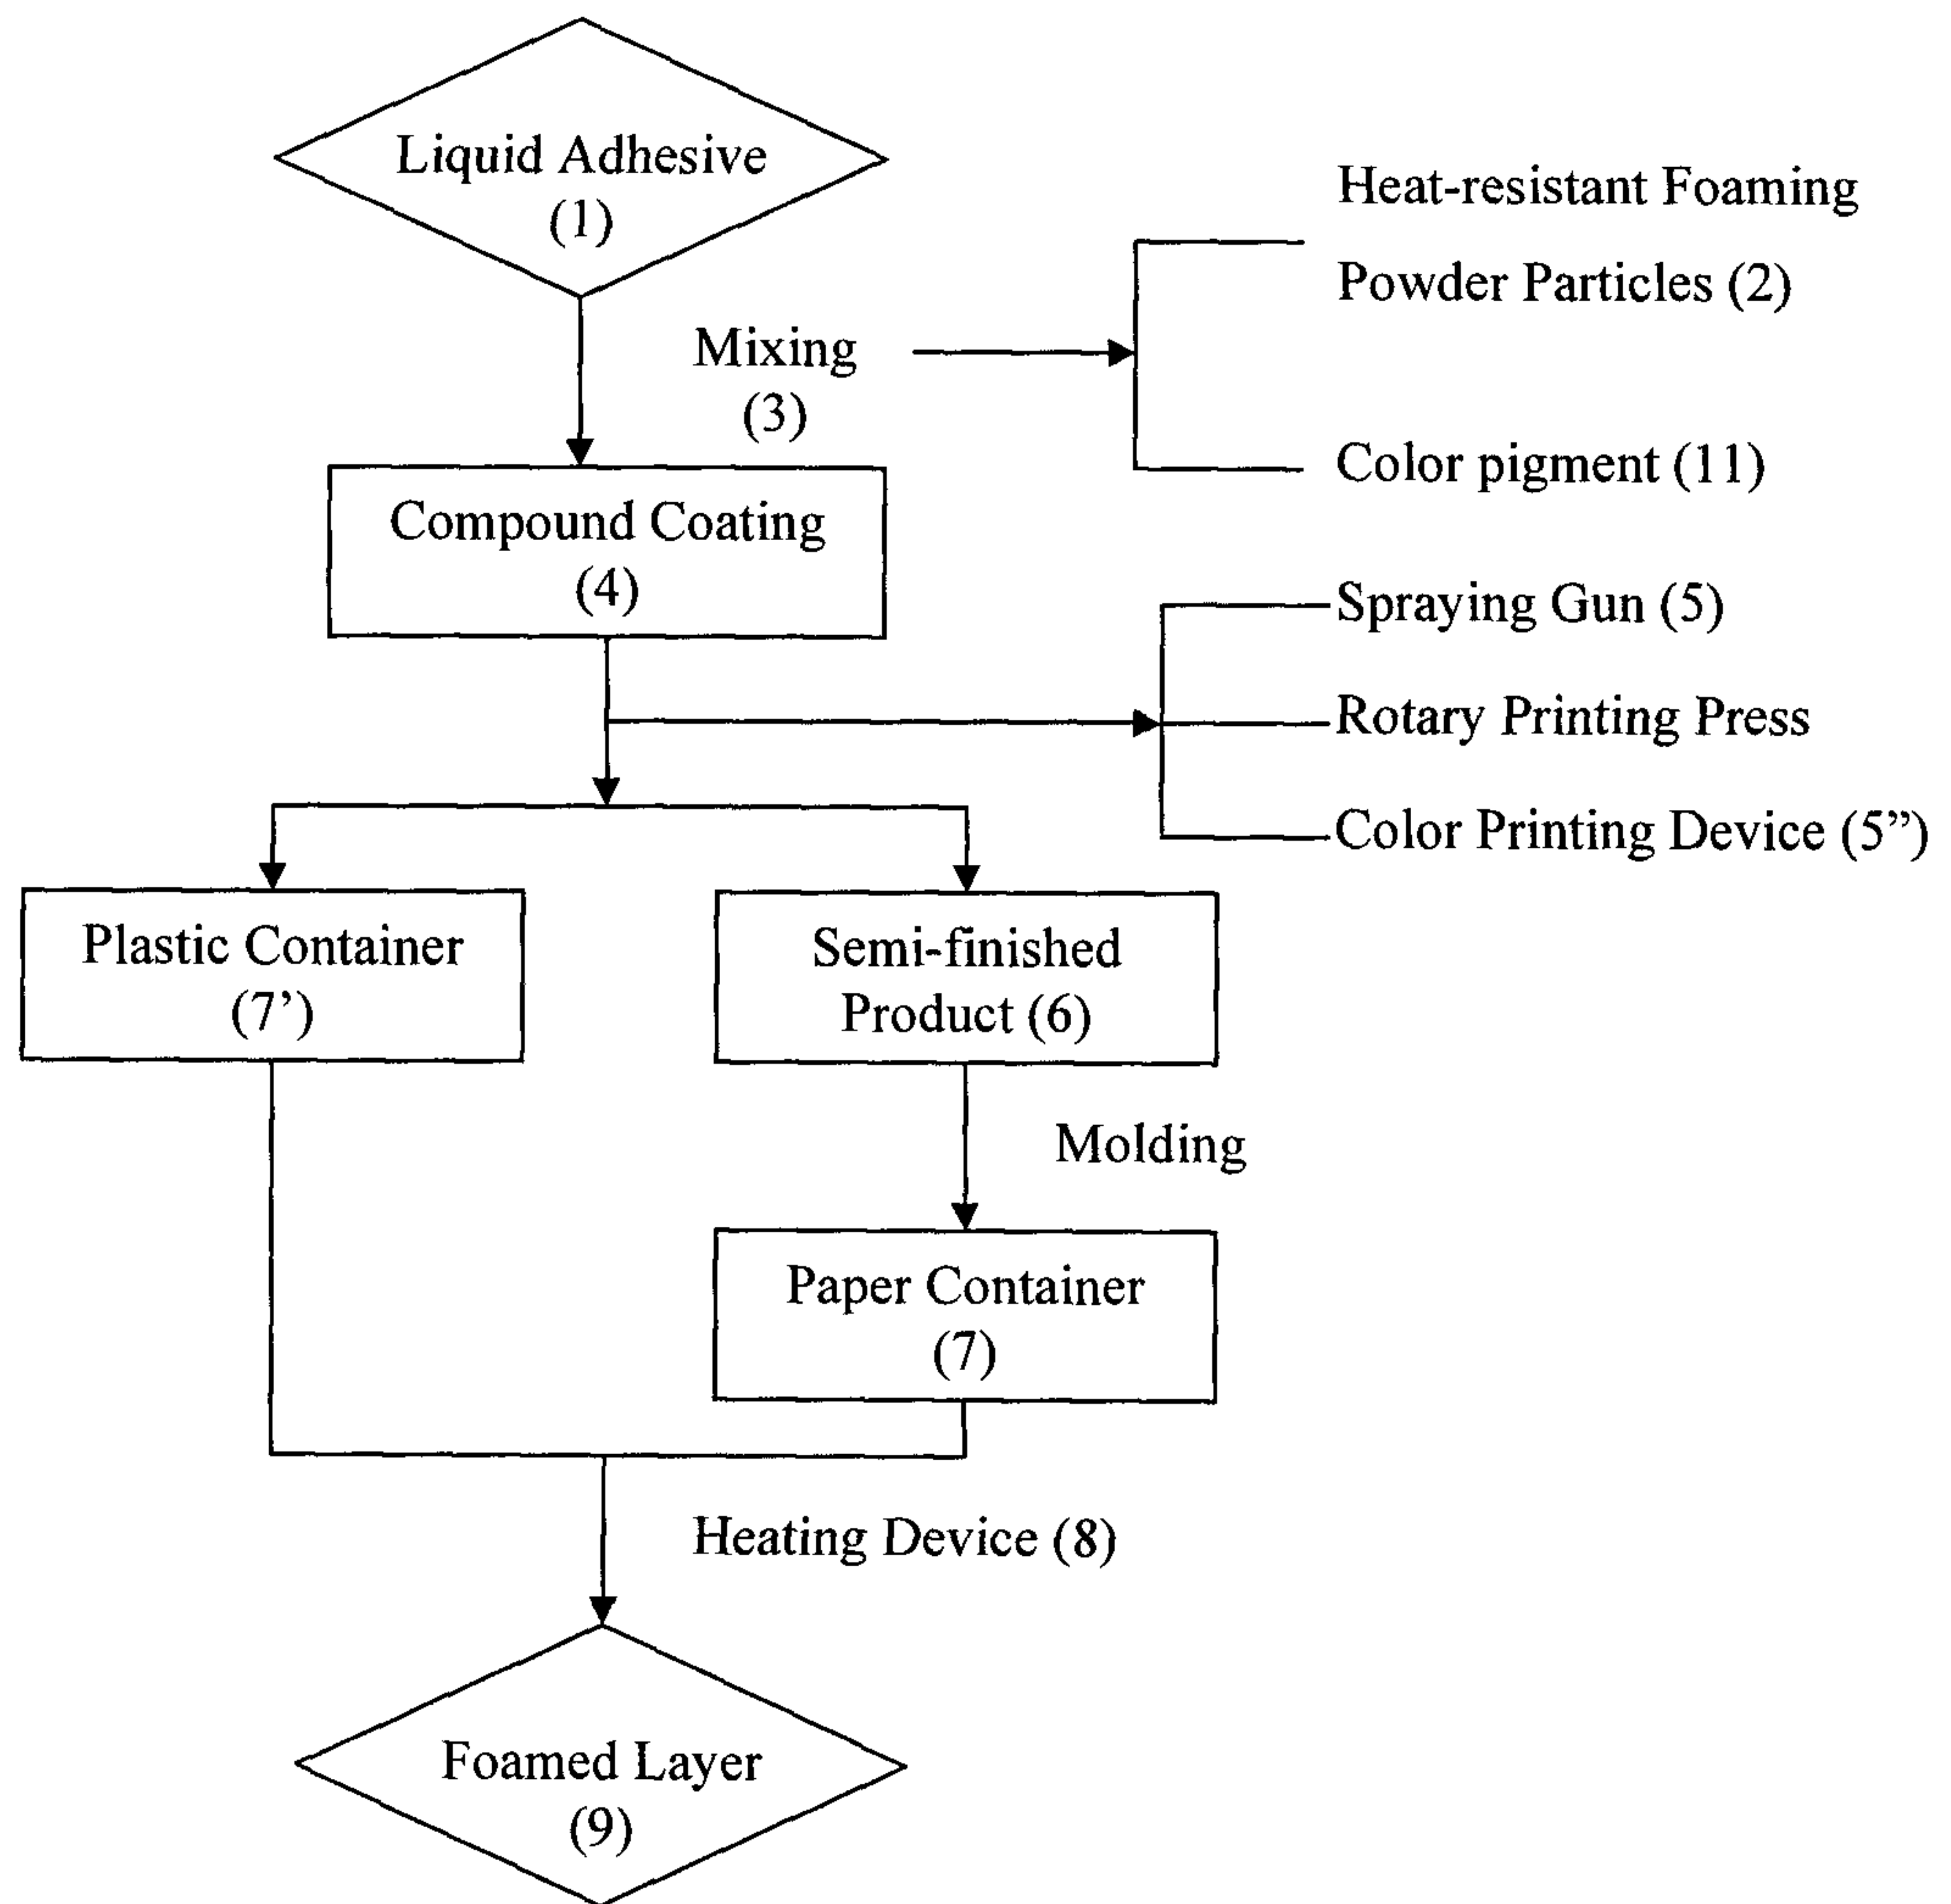 Liquid Adhesive
(1)
Heat-resistant Foaming
Powder Particles (2)
Mixing
(3)
Color pigment (11)
Compound Coating
(4)
Spraying Gun (5)
Rotary Printing Press
Color Printing Device (5”)
Plastic Container
(7’)
Semi-finished
Product (6)
Molding
Paper Container
(7)
Heating Device (8)
Foamed Layer
(9)